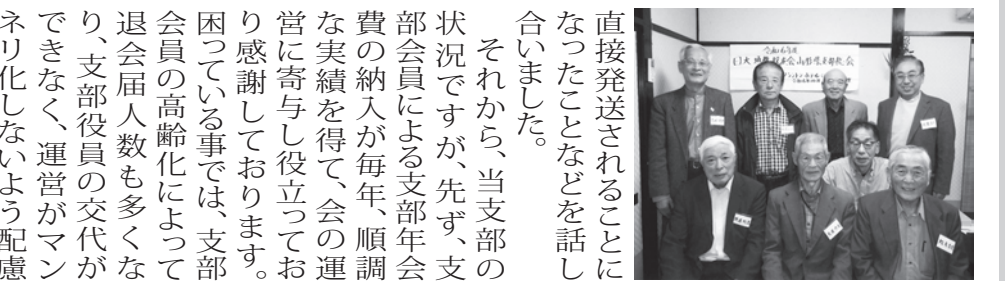 直接発送されることに
なったことなどを話し
合いました。
　それから、当支部の
状況ですが、先ず、支
部会員による支部年会
費の納入が毎年、順調
な実績を得て、会の運
営に寄与し役立ってお
り感謝しております。
困っている事では、支部
会員の高齢化によって
退会届人数も多くな
り、支部役員の交代が
できなく、運営がマン
ネリ化しないよう配慮